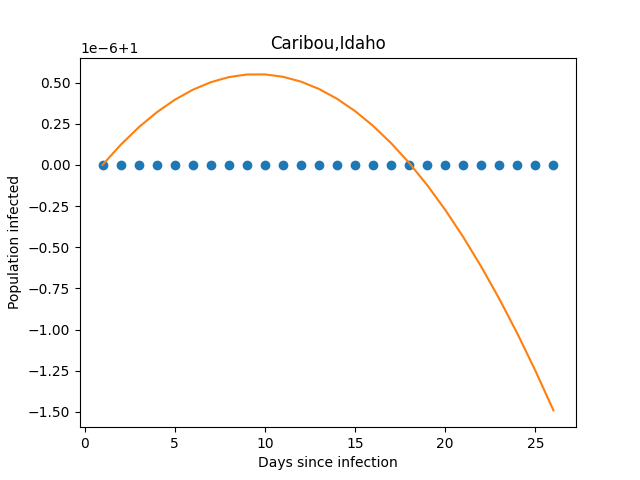 Caribou,Idaho
1e−6+1
0.50
0.25
0.00
−0.25
−0.50
−0.75
−1.00
−1.25
−1.50
Population infected
0 5 10 15 20 25
Days since infection